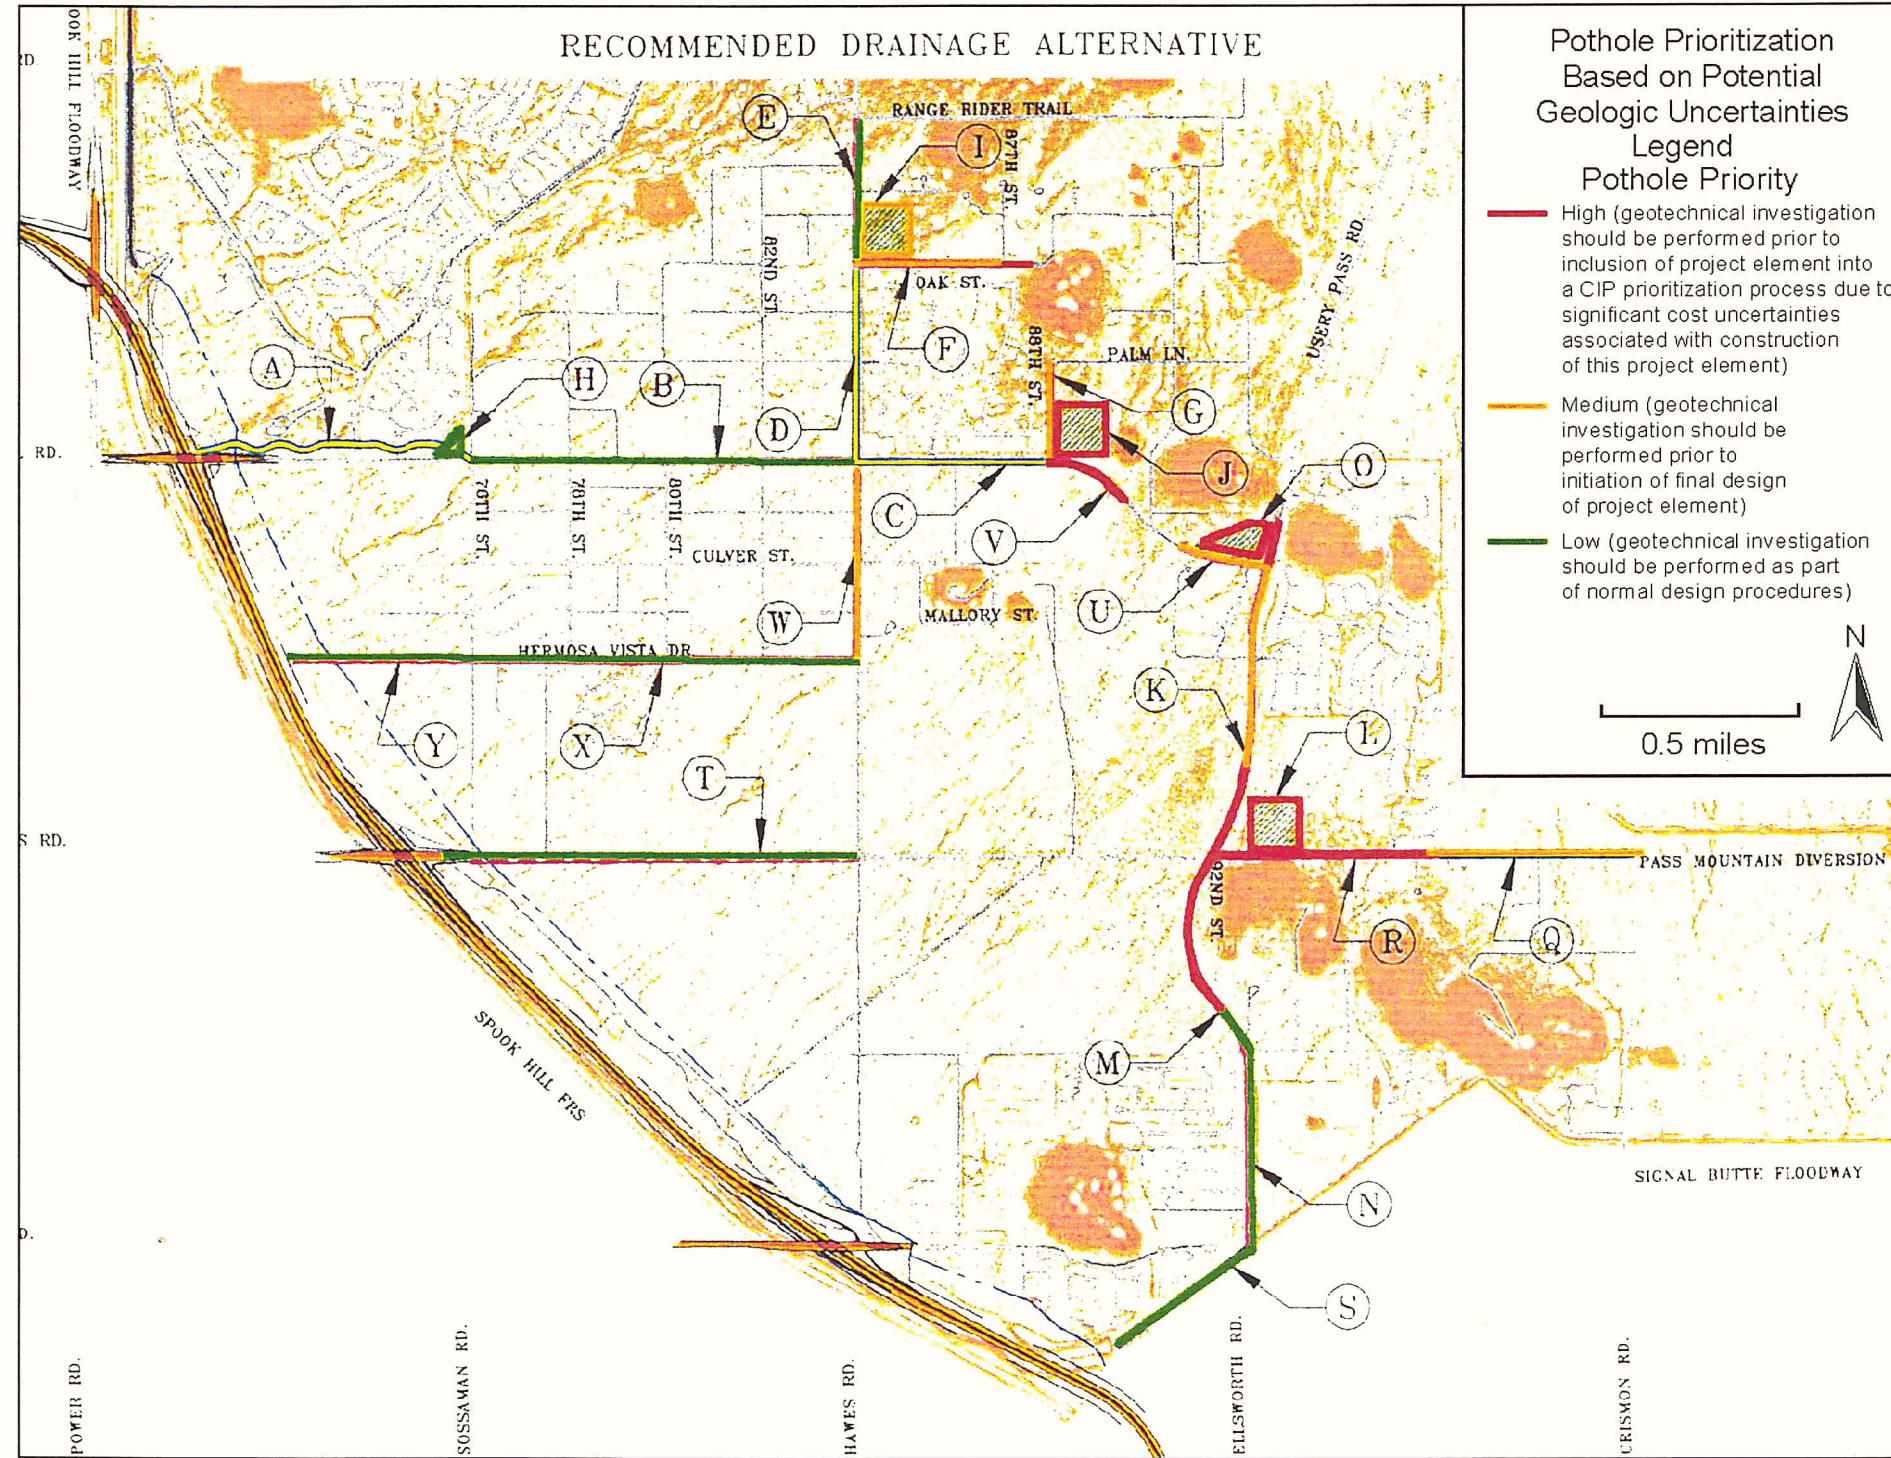 RECOMMENDED DRAINAGE ALTERNATIVE
Pothole Prioritization
Based on Potential
Geologic Uncertainties
Legend
Pothole Priority
High (geotechnical investigation
should be performed prior to
inclusion of project element into
a CIP prioritization process due to
significant cost uncertainties
associated with construction
of this project element)
Medium (geotechnical
investigation should be
performed prior to
initiation of final design
of project element)
Low (geotechnical investigation
should be performed as part
of normal design procedures)
N
0.5 miles
RD.
OOK HILL FLOODWAY
E
RANGE RIDER TRAIL
I
87TH ST.
82ND ST.
OAK ST.
USERY PASS RD.
F
A
H
B
D
88TH ST.
PALM LN.
G
RD.
J
O
76TH ST.
78TH ST.
80TH ST.
C
V
CULVER ST.
W
MALLORY ST.
U
HERMOSA VISTA DR.
K
Y
X
L
T
S RD.
PASS MOUNTAIN DIVERSION
92ND ST.
R
Q
SPOOK HILL FRS
M
SIGNAL BUTTE FLOODWAY
N
D.
S
POWER RD.
SOSSAMAN RD.
HAWES RD.
ELLSWORTH RD.
CRISMON RD.